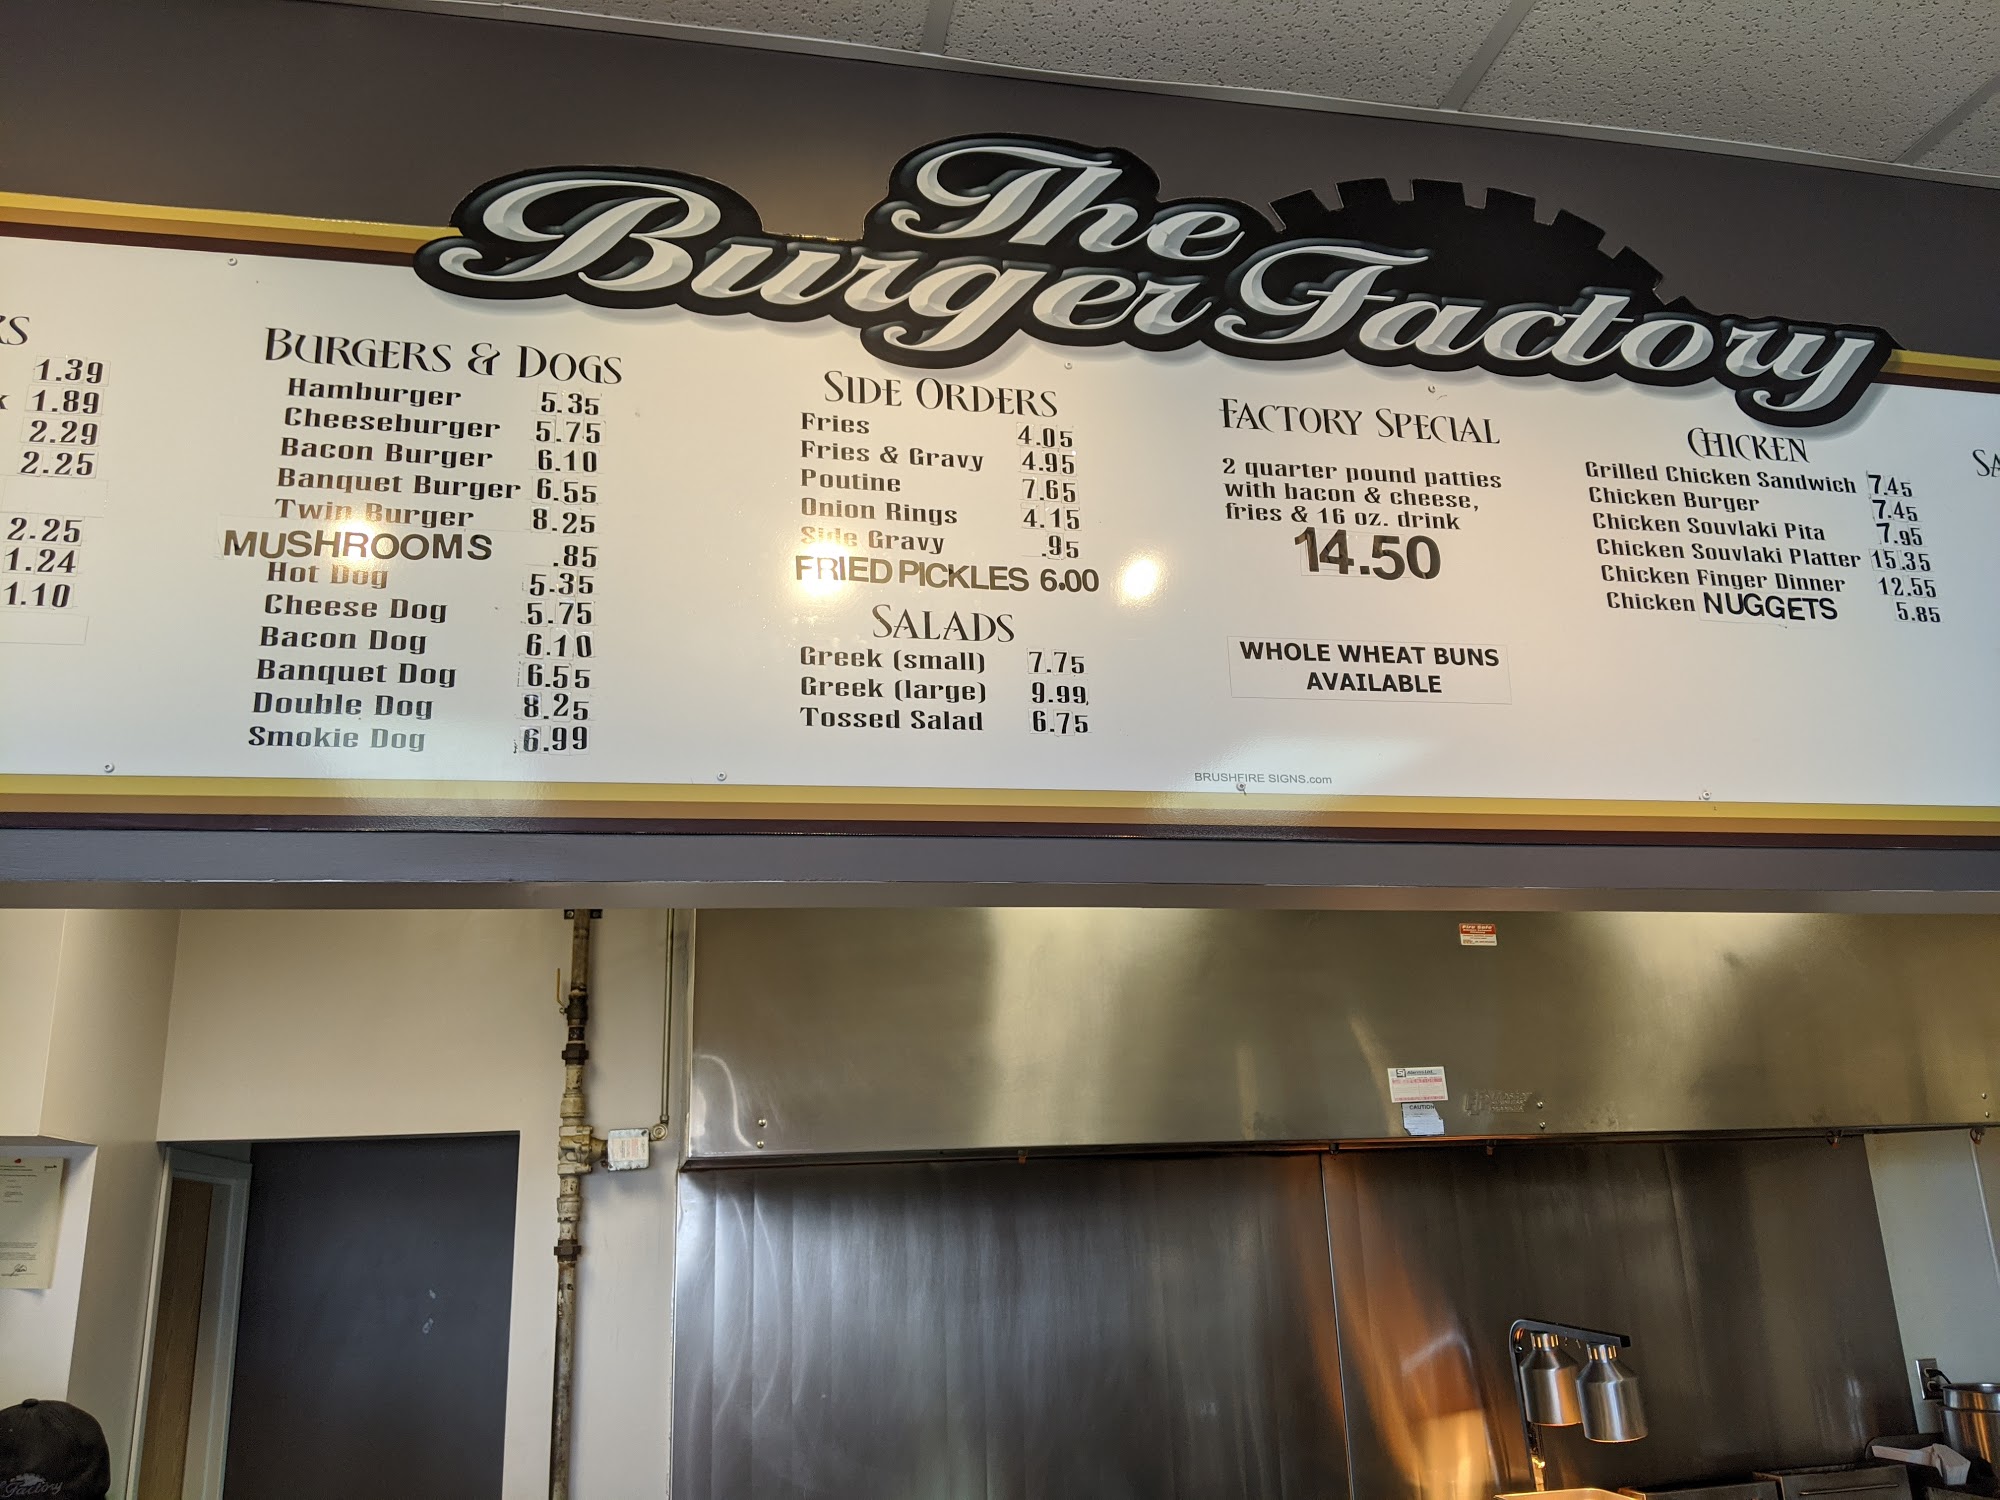 The
Burger Factory
1.39
1.89
2.29
2.25
2.25
1.24
1.10
BURGERS & DOGS
Hamburger 5.35
Cheeseburger 5.75
Bacon Burger 6.10
Banquet Burger 6.55
Twin Burger 8.25
MUSHROOMS .85
Hot Dog 5.35
Cheese Dog 5.75
Bacon Dog 6.10
Banquet Dog 6.55
Double Dog 8.25
Smokie Dog 6.99
SIDE ORDERS
Fries 4.05
Fries & Gravy 4.95
Poutine 7.65
Onion Rings 4.15
Side Gravy .95
FRIED PICKLES 6.00
SALADS
Greek (small) 7.75
Greek (large) 9.99
Tossed Salad 6.75
FACTORY SPECIAL
2 quarter pound patties
with bacon & cheese,
fries & 16 oz. drink
14.50
WHOLE WHEAT BUNS
AVAILABLE
BRUSHFIRE SIGNS.com
CHICKEN
Grilled Chicken Sandwich 7.45
Chicken Burger 7.45
Chicken Souvlaki Pita 7.95
Chicken Souvlaki Platter 15.35
Chicken Finger Dinner 12.55
Chicken NUGGETS 5.85
CAUTION
Factory